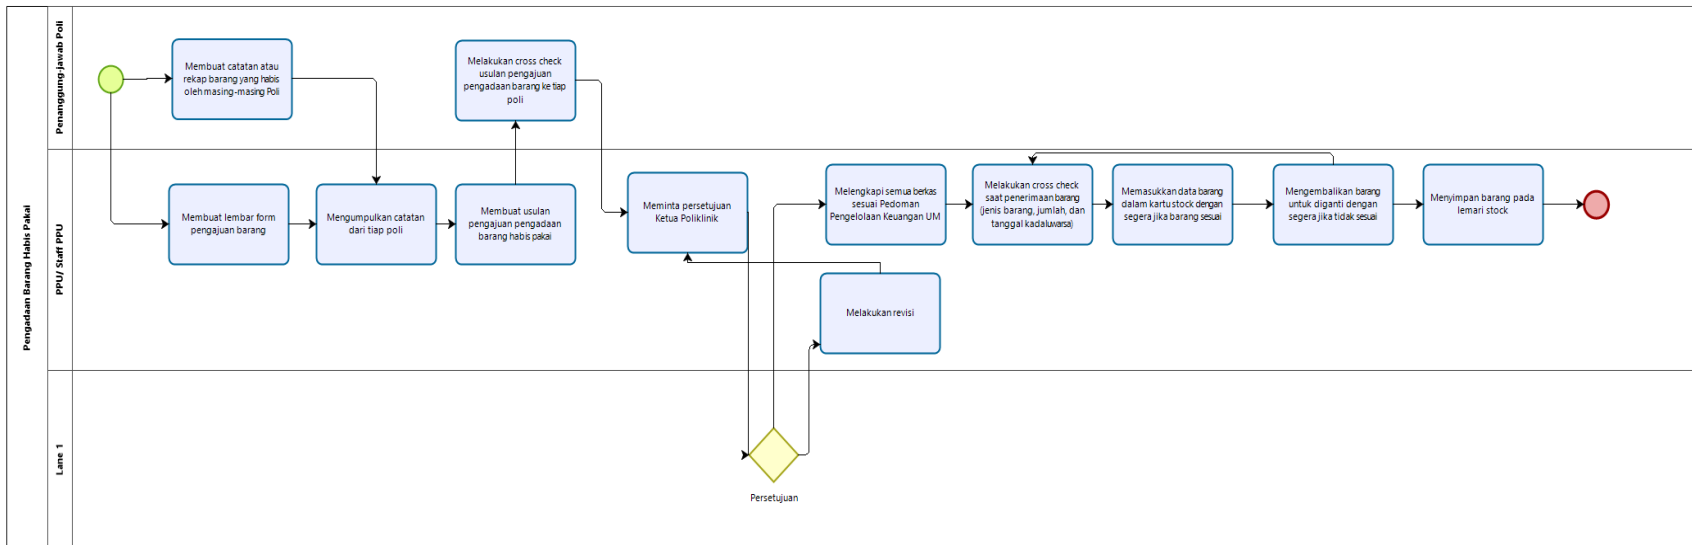 Pengadaan Barang Habis Pakai
Penanggung-jawab Poli
Membuat catatan atau
rekap barang yang habis
oleh masing-masing Poli
Melakukan cross check
usulan pengajuan
pengadaan barang ke tiap
poli
PPU/ Staff PPU
Membuat lembar form
pengajuan barang
Mengumpulkan catatan
dari tiap poli
Membuat usulan
pengajuan pengadaan
barang habis pakai
Meminta persetujuan
Ketua Poliklinik
Melengkapi semua berkas
sesuai Pedoman
Pengelolaan Keuangan UM
Melakukan cross check
saat penerimaan barang
(jenis barang, jumlah, dan
tanggal kadaluwarsa)
Memasukkan data barang
dalam kartu stock dengan
segera jika barang sesuai
Mengembalikan barang
untuk diganti dengan
segera jika tidak sesuai
Menyimpan barang pada
lemari stock
Melakukan revisi
Lane 1
Persetujuan